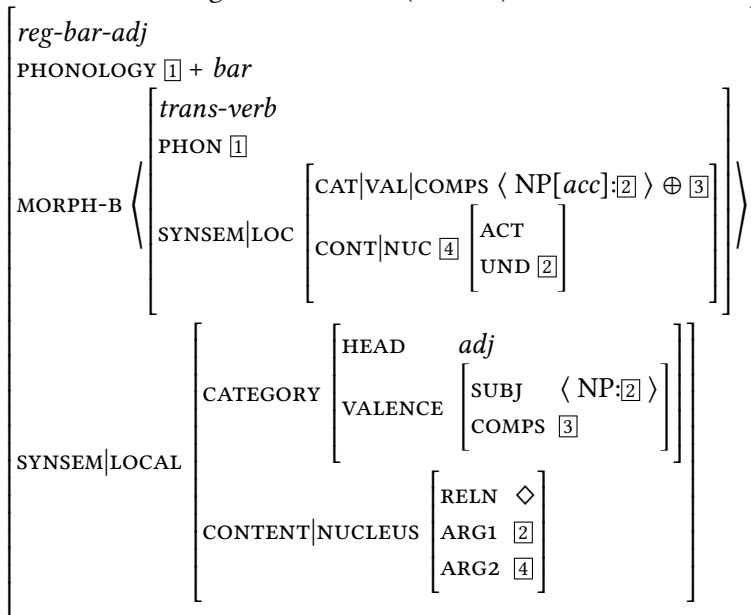 reg-bar-adj
PHONOLOGY 1 + bar
trans-verb
PHON 1
CAT|VAL|COMPS ⟨ NP[acc]:2 ⟩ ⊕ 3
MORPH-B
SYNSEM|LOC
ACT
CONT|NUC 4
UND 2
HEAD adj
CATEGORY
SUBJ ⟨ NP:2 ⟩
VALENCE
COMPS 3
SYNSEM|LOCAL
RELN ◇
CONTENT|NUCLEUS ARG1 2
ARG2 4